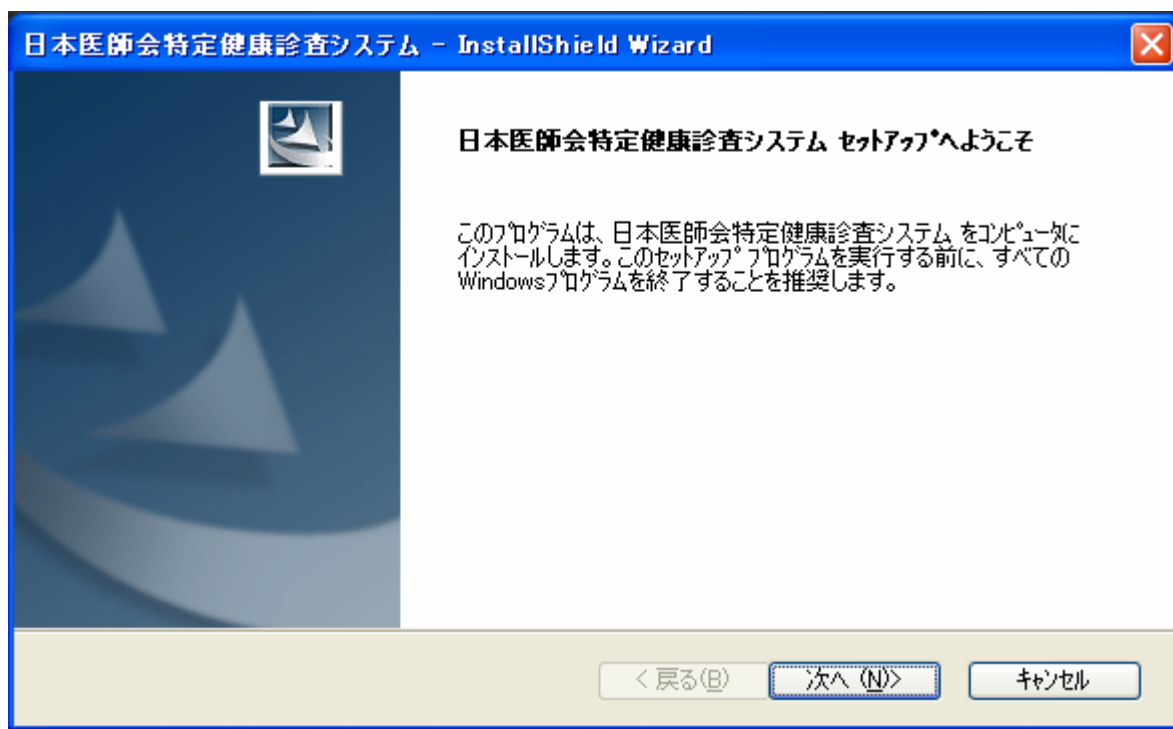 日本医師会特定健康診査システム - InstallShield Wizard
日本医師会特定健康診査システム セットアップへようこそ
このプログラムは、日本医師会特定健康診査システム をコンピュータに
インストールします。このセットアップ プログラムを実行する前に、すべての
Windowsプログラムを終了することを推奨します。
< 戻る(B)
次へ (N)>
キャンセル